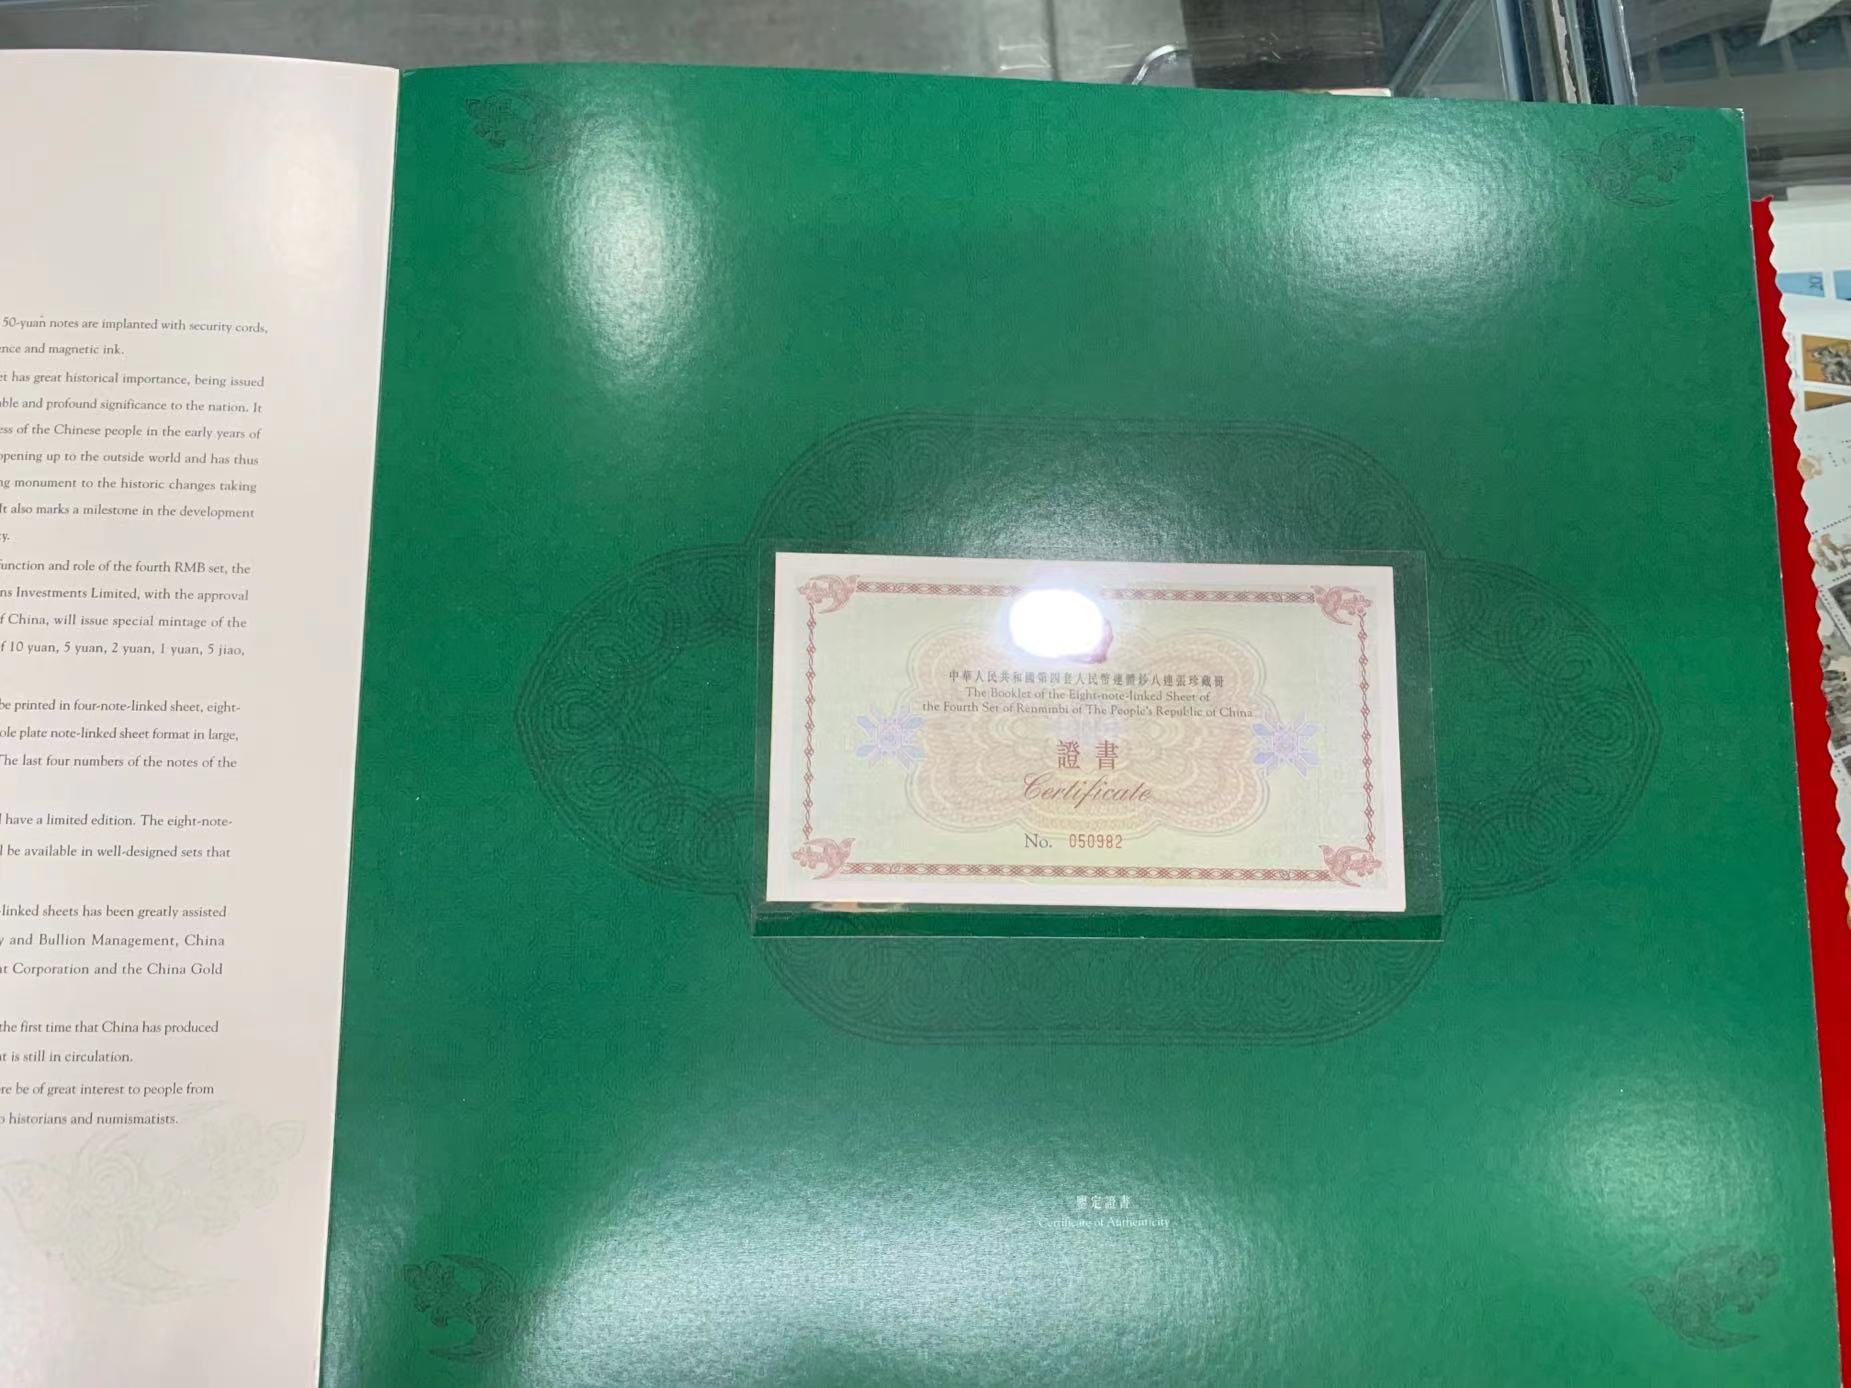 50-yuan notes are implanted with security cords,
and magnetic ink.
has great historical importance, being issued
and profound significance to the nation. It
of the Chinese people in the early years of
opening up to the outside world and has thus
monument to the historic changes taking
It also marks a milestone in the development
function and role of the fourth RMB set, the
Investments Limited, with the approval
China, will issue special mintage of the
10 yuan, 5 yuan, 2 yuan, 1 yuan, 5 jiao,
be printed in four-note-linked sheet, eight-
plate note-linked sheet format in large,
The last four numbers of the notes of the
have a limited edition. The eight-note-
be available in well-designed sets that
linked sheets has been greatly assisted
and Bullion Management, China
Corporation and the China Gold
the first time that China has produced
is still in circulation.
be of great interest to people from
historians and numismatists.
中華人民共和國第四套人民幣連體鈔八連張珍藏冊
The Booklet of the Eight-note-linked Sheet of
the Fourth Set of Renminbi of The People's Republic of China
證書
Certificate
No. 050982
鑒定證書
Certificate of Authenticity
20